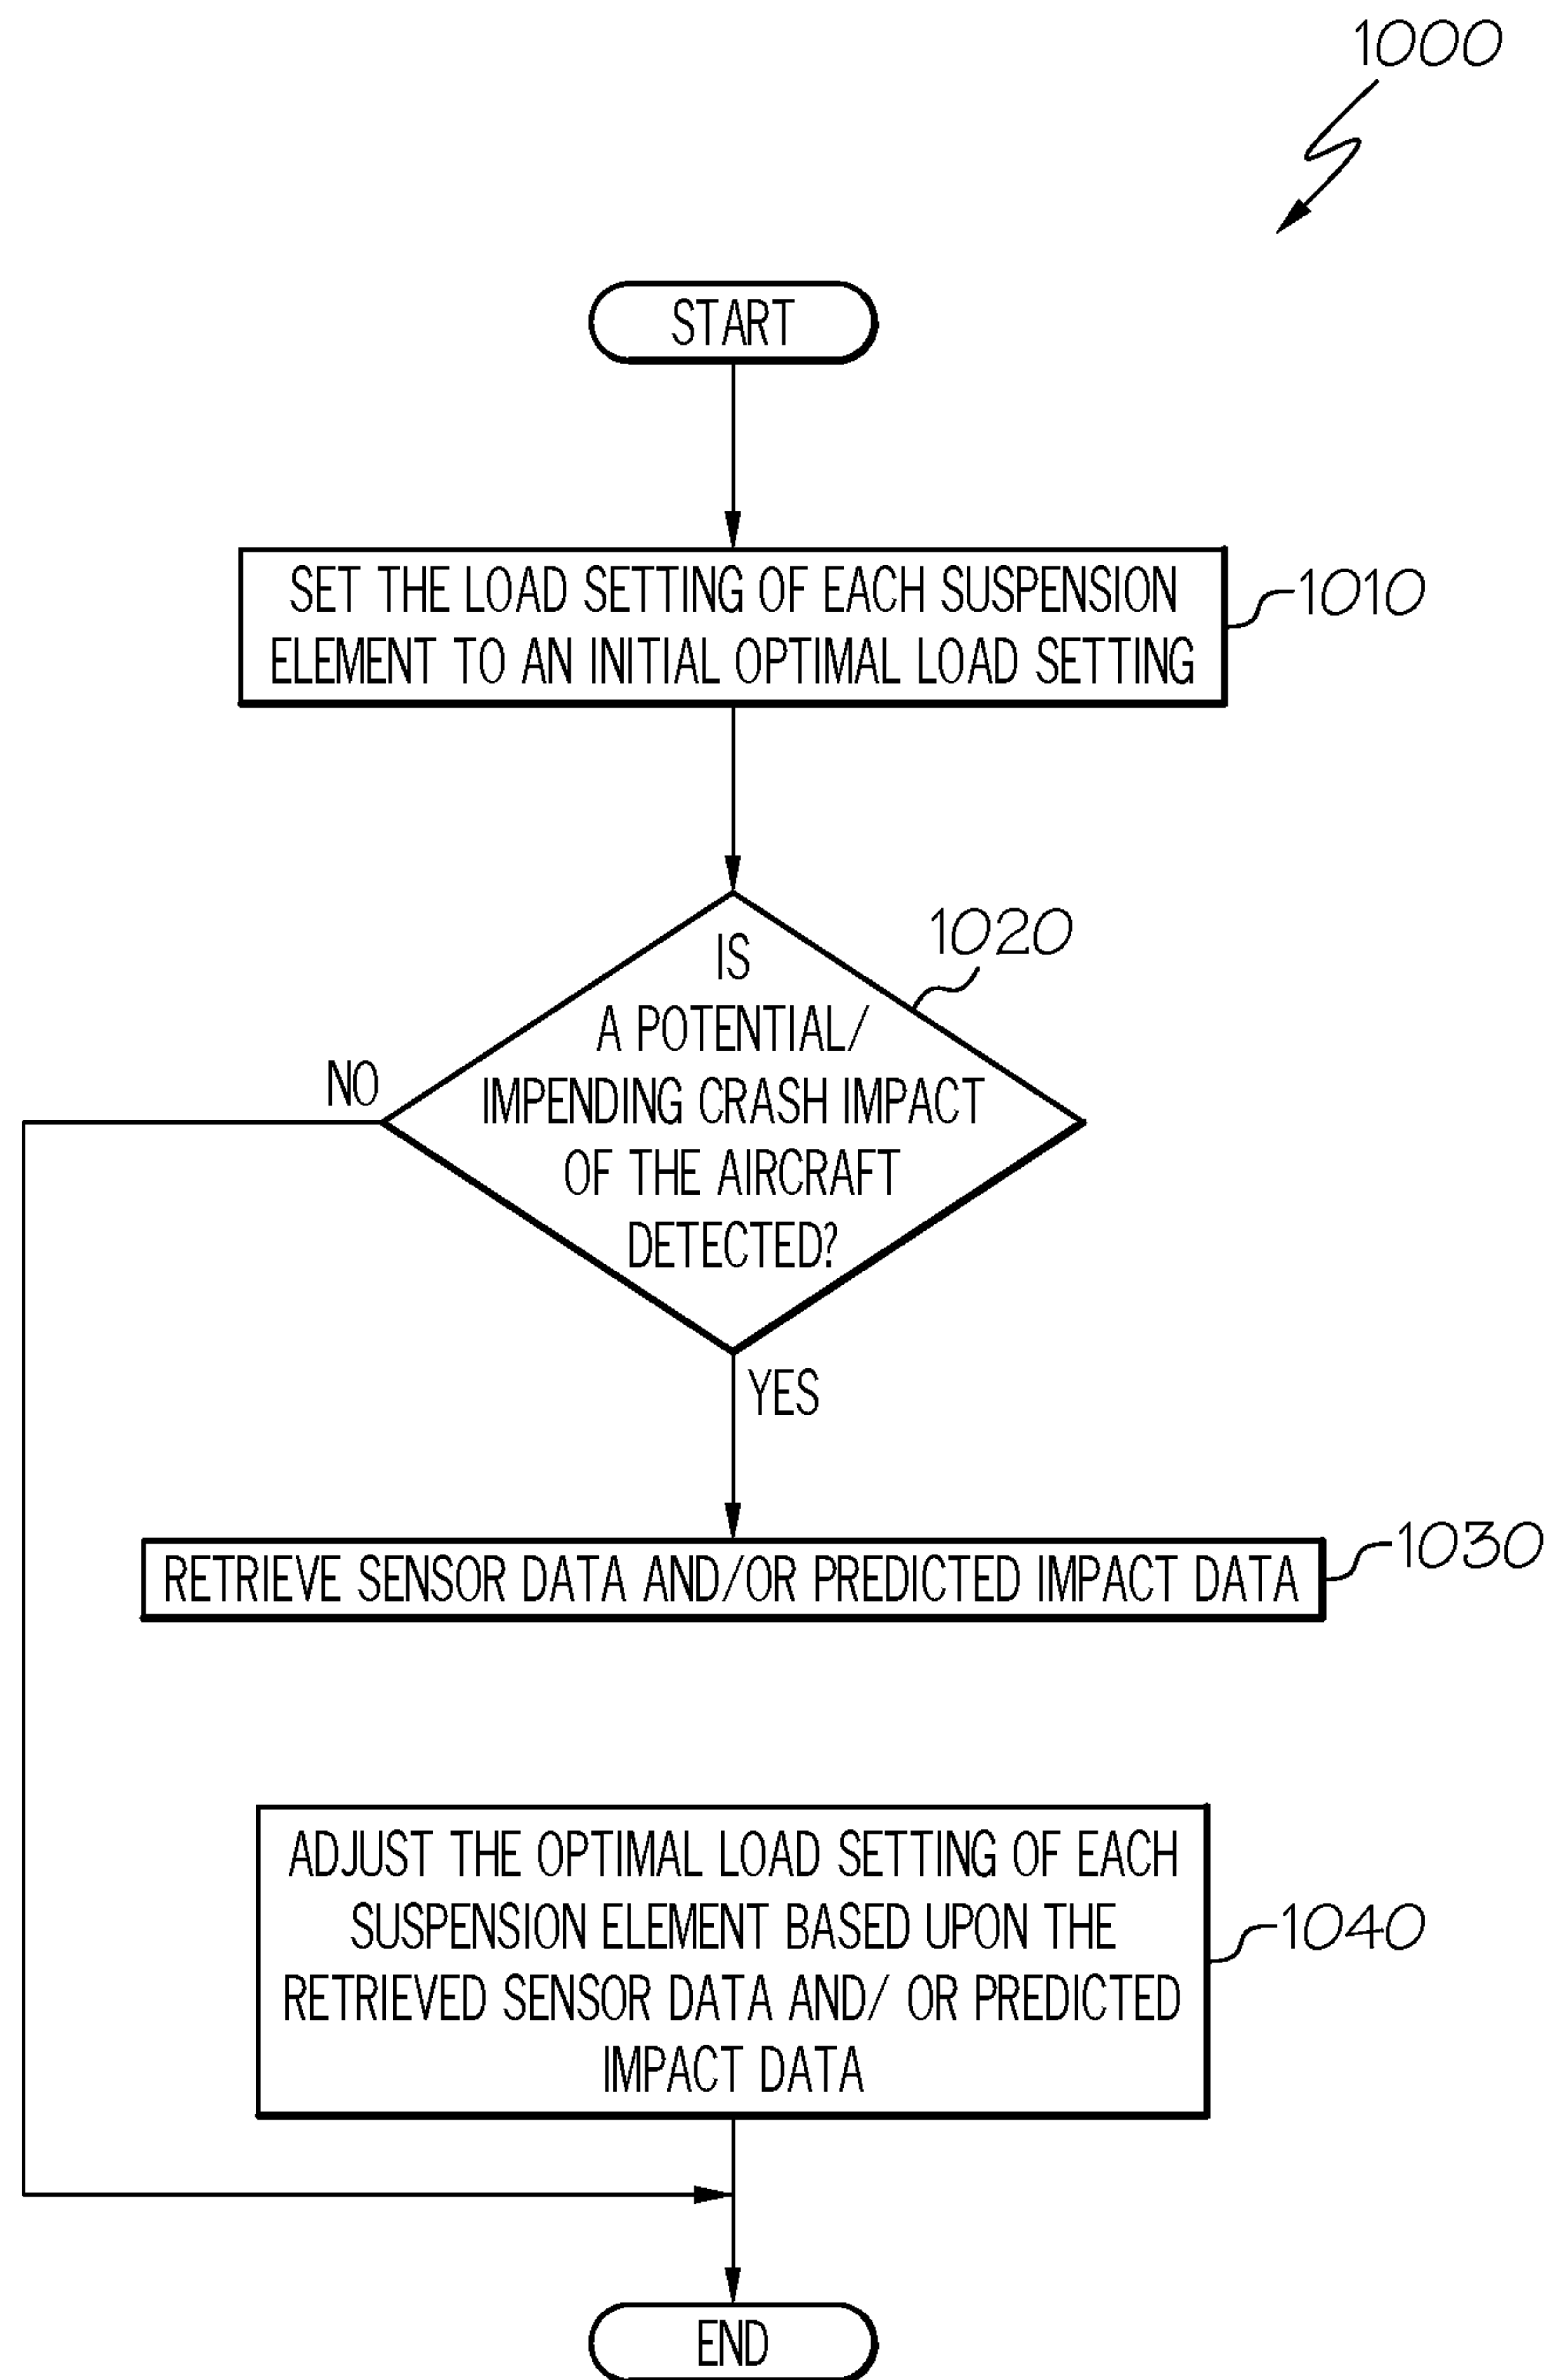 1000
START
SET THE LOAD SETTING OF EACH SUSPENSION
ELEMENT TO AN INITIAL OPTIMAL LOAD SETTING
1010
1020
IS
A POTENTIAL/
IMPENDING CRASH IMPACT
OF THE AIRCRAFT
DETECTED?
NO
YES
RETRIEVE SENSOR DATA AND/OR PREDICTED IMPACT DATA
1030
ADJUST THE OPTIMAL LOAD SETTING OF EACH
SUSPENSION ELEMENT BASED UPON THE
RETRIEVED SENSOR DATA AND/ OR PREDICTED
IMPACT DATA
1040
END